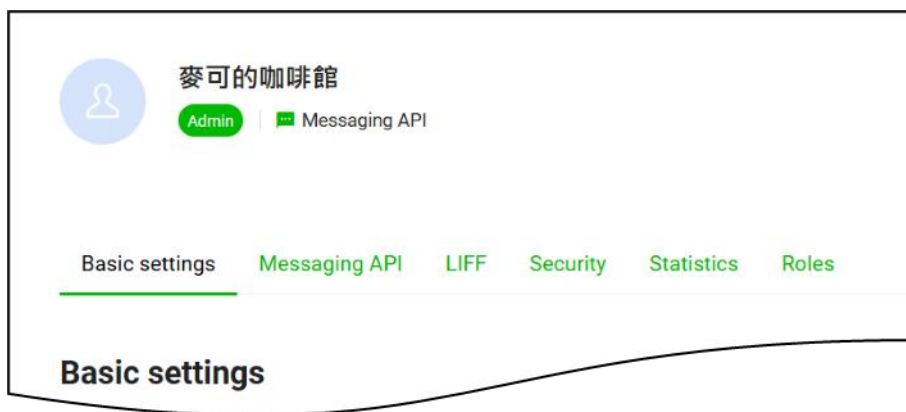 麥可的咖啡館
Admin Messaging API
Basic settings Messaging API LIFF Security Statistics Roles
Basic settings